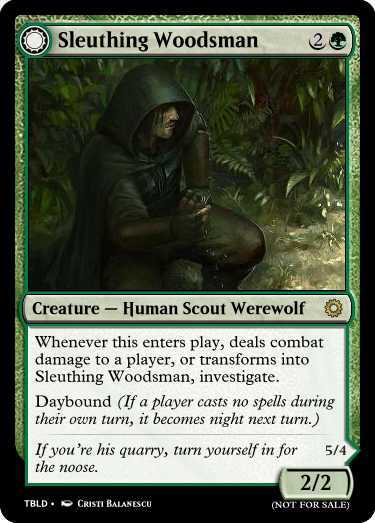 Sleuthing Woodsman 2
Creature — Human Scout Werewolf
Whenever this enters play, deals combat
damage to a player, or transforms into
Sleuthing Woodsman, investigate.
Daybound (If a player casts no spells during
their own turn, it becomes night next turn.)
If you're his quarry, turn yourself in for
the noose.
5/4
2/2
TBLD • Cristi Balanescu
(NOT FOR SALE)